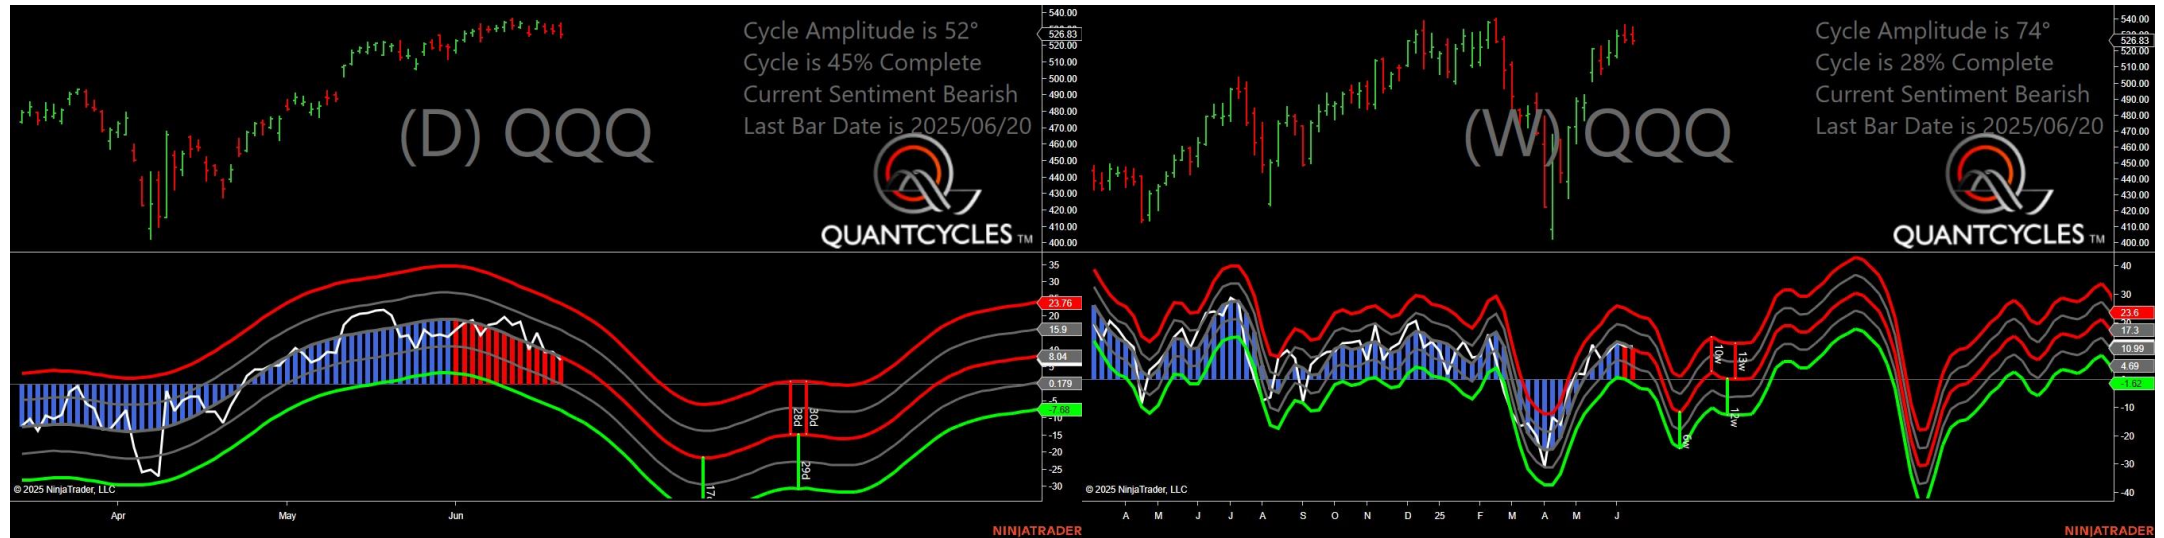 Cycle Amplitude is 52°
Cycle is 45% Complete
Current Sentiment Bearish
Last Bar Date is 2025/06/20
(D) QQQ
QUANTCYCLES TM
540.00
526.83
520.00
510.00
500.00
490.00
480.00
470.00
460.00
450.00
440.00
430.00
420.00
410.00
400.00
35
30
23.76
20
15.9
8.04
0.179
-5
-7.68
-10
-15
-20
-25
-30
28d
30d
29d
© 2025 NinjaTrader, LLC
Apr May Jun
NINJATRADER
Cycle Amplitude is 74°
Cycle is 28% Complete
Current Sentiment Bearish
Last Bar Date is 2025/06/20
(W) QQQ
QUANTCYCLES TM
540.00
526.83
520.00
510.00
500.00
490.00
480.00
470.00
460.00
450.00
440.00
430.00
420.00
410.00
400.00
40
30
23.6
17.3
10.99
4.69
-1.62
-10
-20
-30
-40
10w
13w
12w
© 2025 NinjaTrader, LLC
A M J J A S O N D 25 F M A M J
NINJATRADER